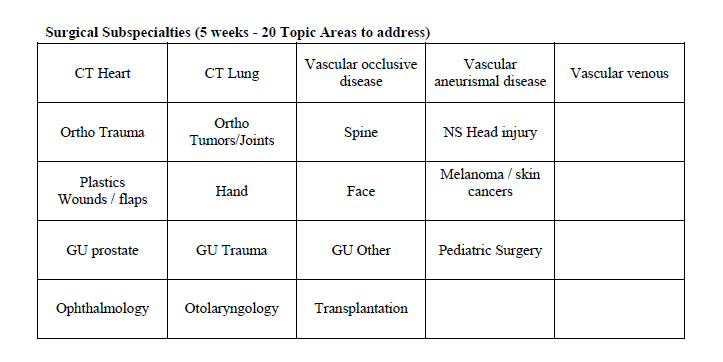 Surgical Subspecialties (5 weeks - 20 Topic Areas to address)
CT Heart
CT Lung
Vascular occlusive
disease
Vascular
aneurismal disease
Vascular venous
Ortho Trauma
Ortho
Tumors/Joints
Spine
NS Head injury
Plastics
Wounds / flaps
Hand
Face
Melanoma / skin
cancers
GU prostate
GU Trauma
GU Other
Pediatric Surgery
Ophthalmology
Otolaryngology
Transplantation